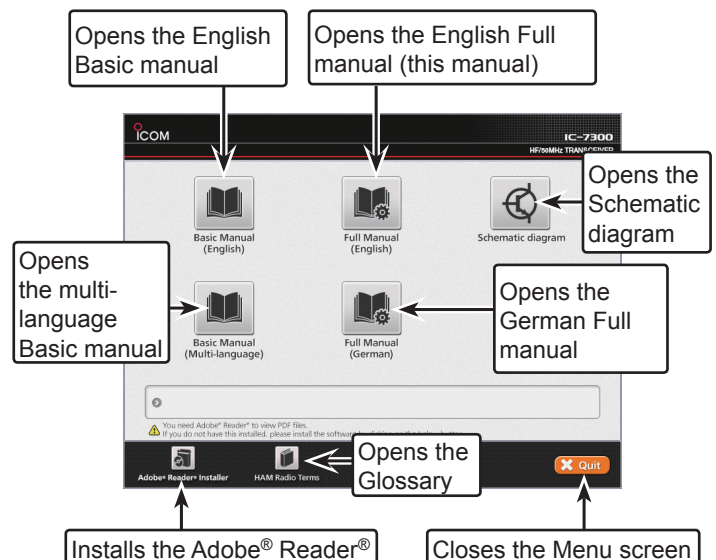 Opens the English
Basic manual
Opens the English Full
manual (this manual)
ICOM
IC-7300
HF/50MHz TRANSCEIVER
Opens the
Schematic
diagram
Basic Manual
(English)
Full Manual
(English)
Schematic diagram
Opens
the multi-
language
Basic manual
Opens the
German Full
manual
Basic Manual
(Multi-language)
Full Manual
(German)
You need Adobe® Reader® to view PDF files.
If you do not have this installed, please install the software by clicking
Opens the
Glossary
Adobe® Reader® Installer
HAM Radio Terms
Quit
Installs the Adobe® Reader®
Closes the Menu screen